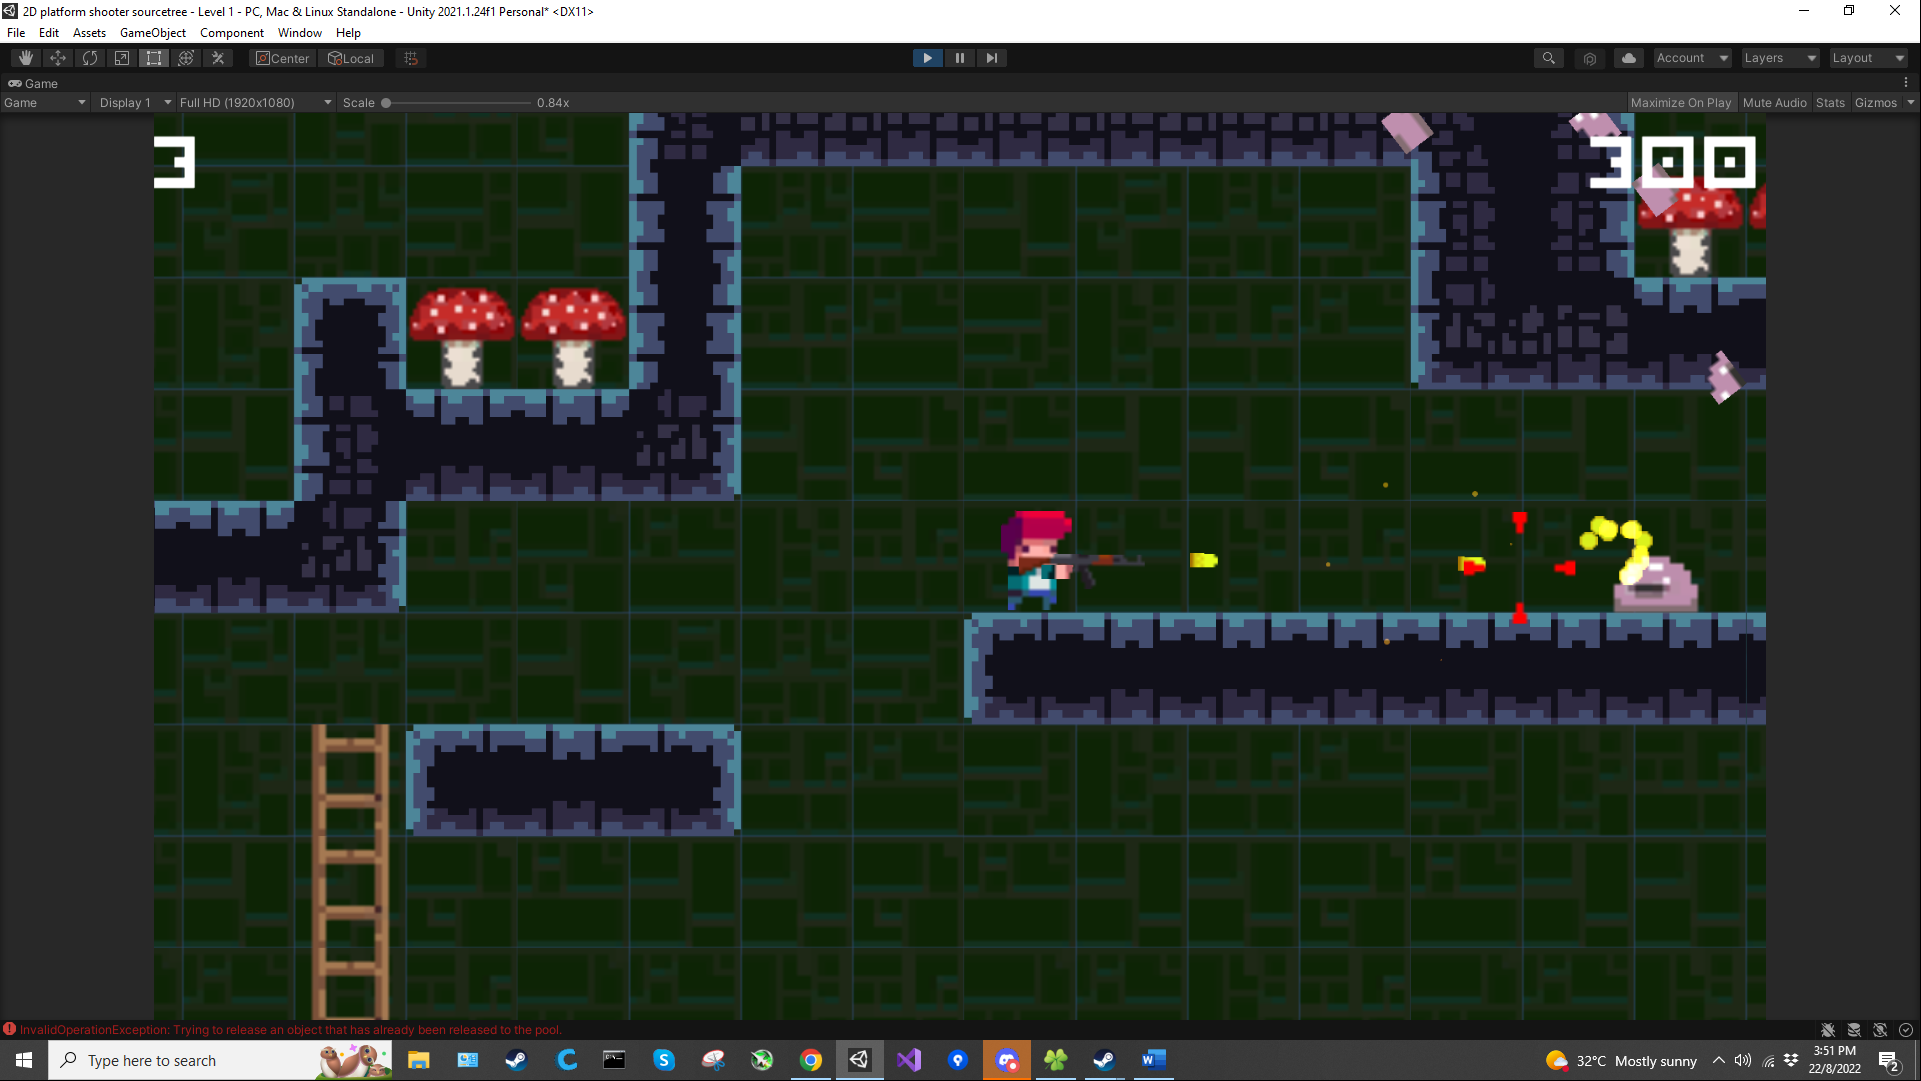 2D platform shooter sourcetree - Level 1 - PC, Mac & Linux Standalone - Unity 2021.1.24f1 Personal* <DX11>
File Edit Assets GameObject Component Window Help
Center Local Account Layers Layout
Game
Game Display 1 Full HD (1920x1080) Scale 0.84x Maximize On Play Mute Audio Stats Gizmos
3 300
InvalidOperationException: Trying to release an object that has already been released to the pool.
Type here to search 32°C Mostly sunny 3:51 PM
22/8/2022 2